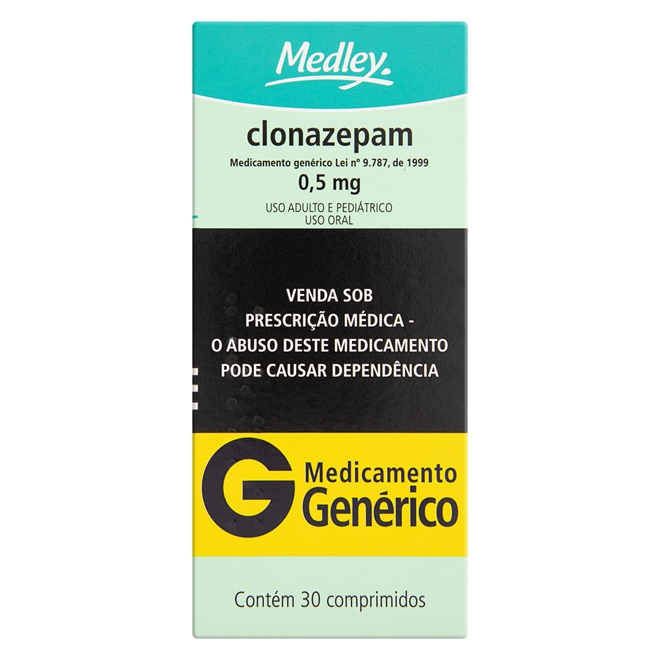 Medley.
clonazepam
Medicamento genérico Lei nº 9.787, de 1999
0,5 mg
USO ADULTO E PEDIÁTRICO
USO ORAL
VENDA SOB
PRESCRIÇÃO MÉDICA -
O ABUSO DESTE MEDICAMENTO
PODE CAUSAR DEPENDÊNCIA
G Medicamento
Genérico
Contém 30 comprimidos